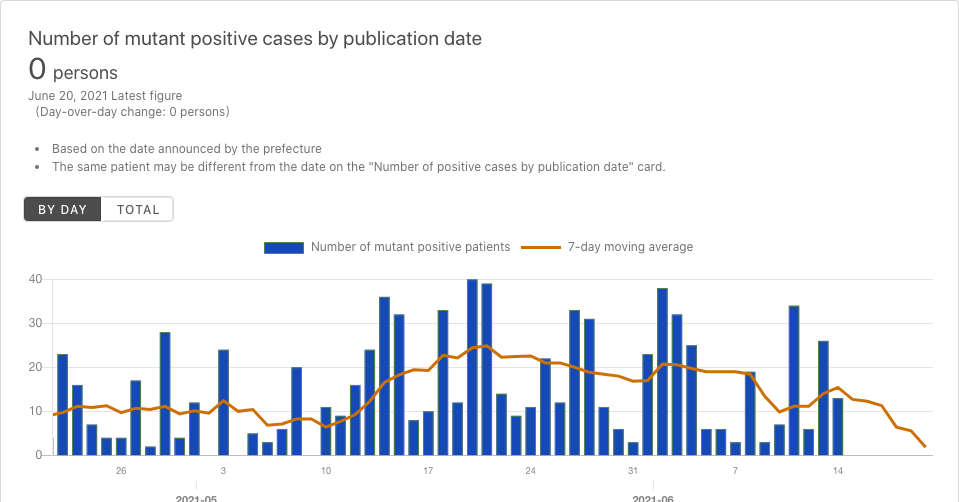 Number of mutant positive cases by publication date
0 persons
June 20, 2021 Latest figure
(Day-over-day change: 0 persons)
• Based on the date announced by the prefecture
• The same patient may be different from the date on the "Number of positive cases by publication date" card.
BY DAY TOTAL
Number of mutant positive patients 7-day moving average
40
30
20
10
0
26 3 10 17 24 31 7 14
2021-05 2021-06